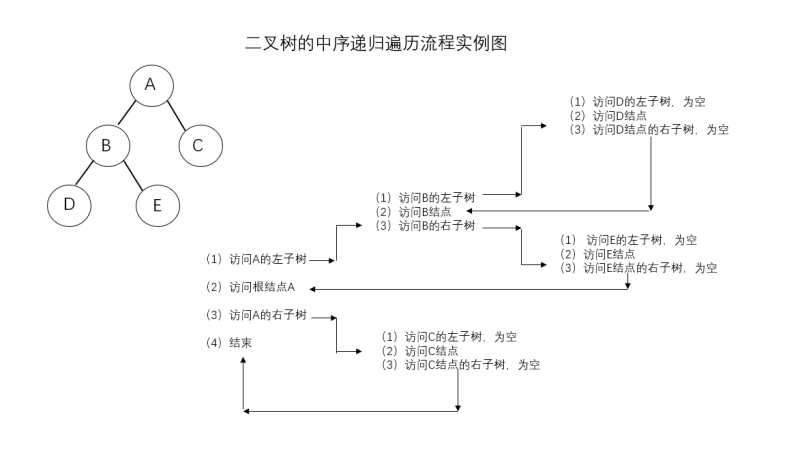 二叉树的中序递归遍历流程实例图
A
B
C
D
E
（1）访问D的左子树，为空
（2）访问D结点
（3）访问D结点的右子树，为空
（1）访问B的左子树
（2）访问B结点
（3）访问B的右子树
（1） 访问E的左子树，为空
（2）访问E结点
（3）访问E结点的右子树，为空
（1）访问A的左子树
（2）访问根结点A
（3）访问A的右子树
（4）结束
（1）访问C的左子树，为空
（2）访问C结点
（3）访问C结点的右子树，为空